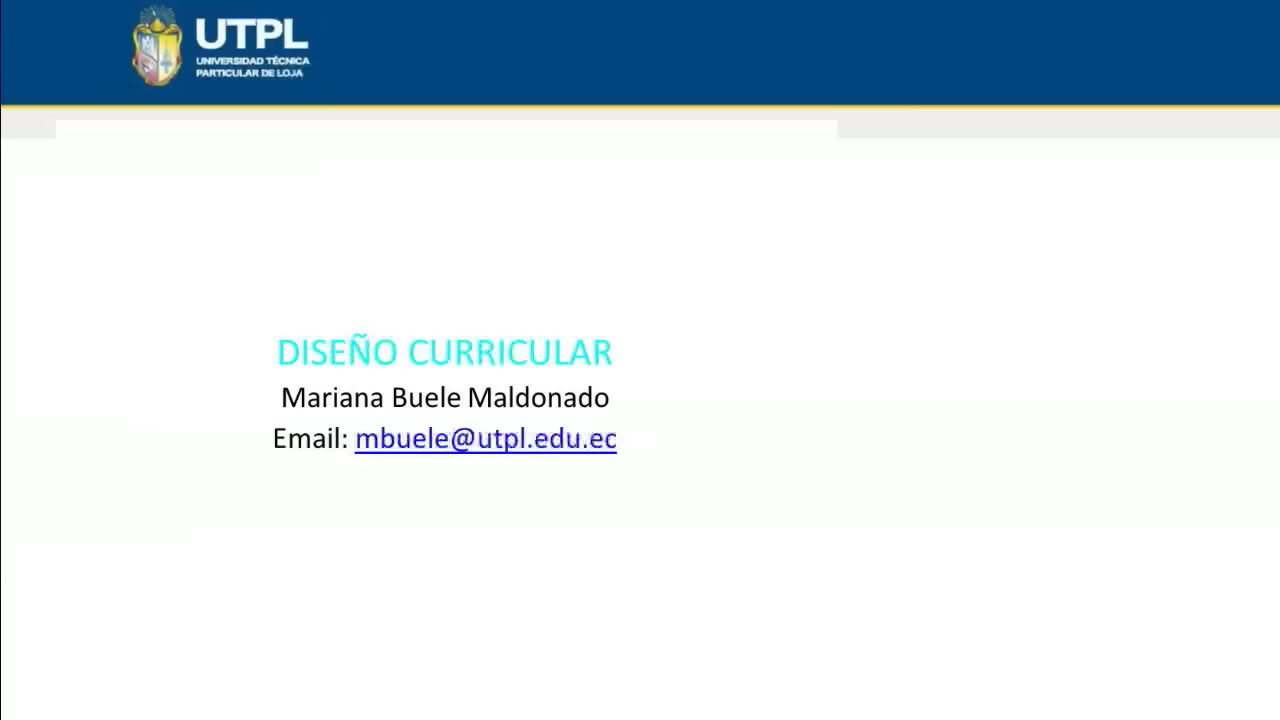 UTPL
UNIVERSIDAD TÉCNICA
PARTICULAR DE LOJA
DISEÑO CURRICULAR
Mariana Buele Maldonado
Email: mbuele@utpl.edu.ec